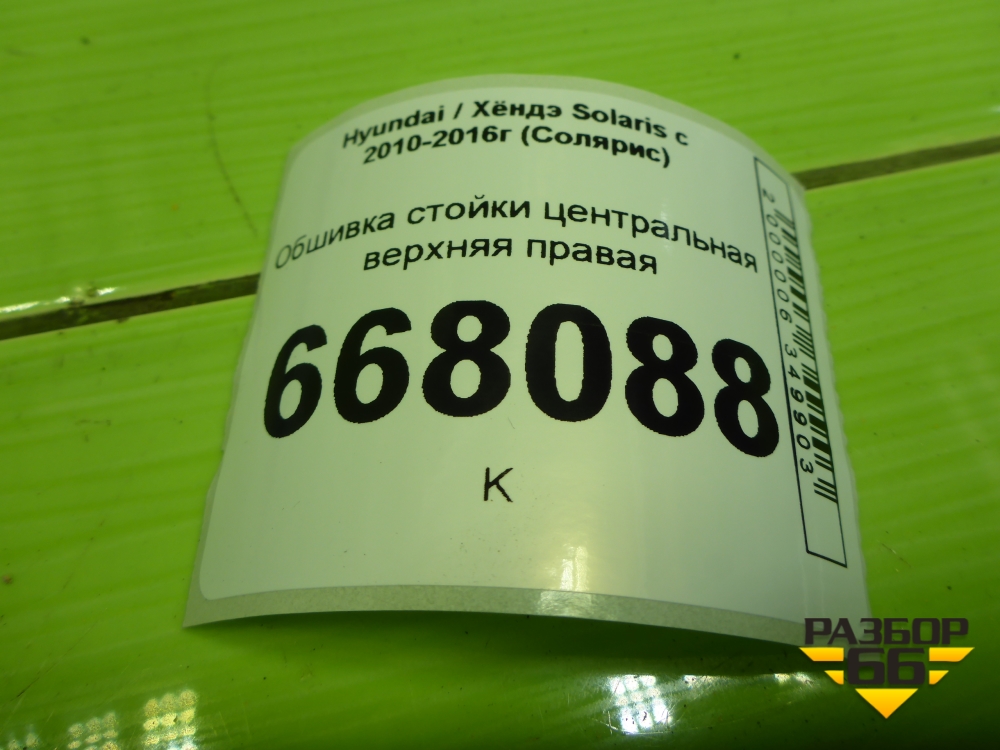 Hyundai / Хёндэ Solaris с
2010-2016г (Солярис)
Обшивка стойки центральная
верхняя правая
668088
К
2000006349903
РАЗБОР
66